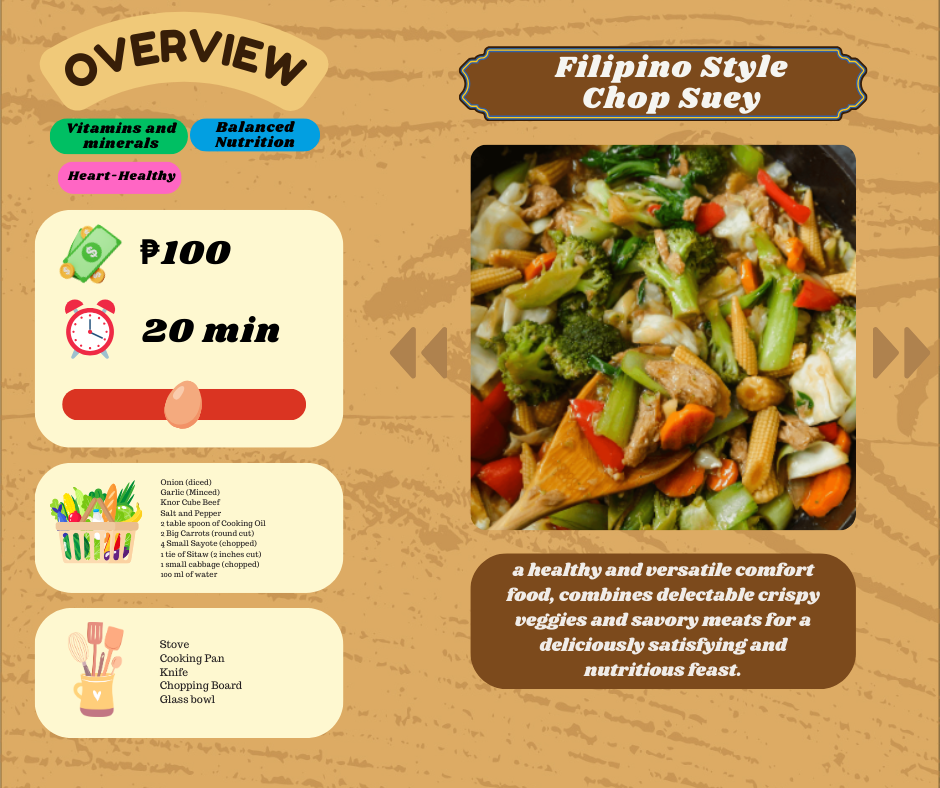 OVERVIEW
Vitamins and
minerals
Balanced
Nutrition
Heart-Healthy
₱100
20 min
Onion (diced)
Garlic (Minced)
Knor Cube Beef
Salt and Pepper
2 table spoon of Cooking Oil
2 Big Carrots (round cut)
4 Small Sayote (chopped)
1 tie of Sitaw (2 inches cut)
1 small cabbage (chopped)
100 ml of water
Stove
Cooking Pan
Knife
Chopping Board
Glass bowl
Filipino Style
Chop Suey
a healthy and versatile comfort
food, combines delectable crispy
veggies and savory meats for a
deliciously satisfying and
nutritious feast.